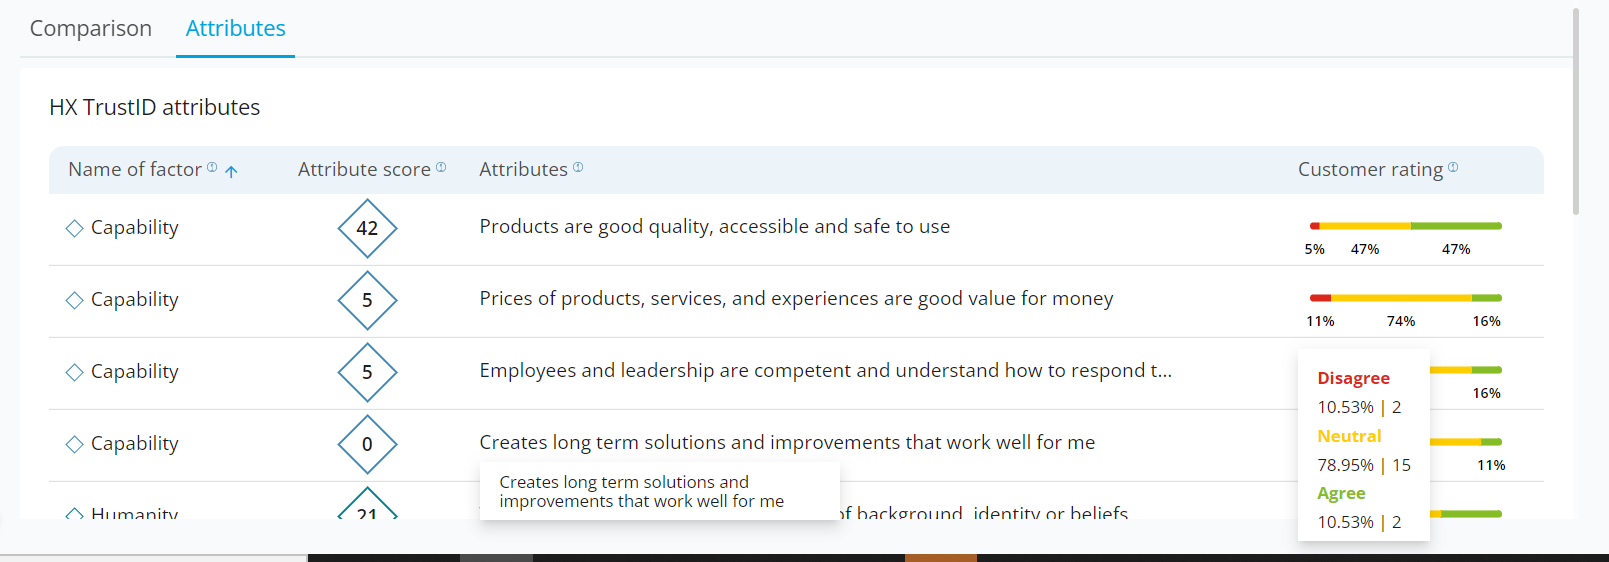 Comparison Attributes
HX TrustID attributes
Name of factor Attribute score Attributes Customer rating
Capability 42 Products are good quality, accessible and safe to use
5% 47% 47%
Capability 5 Prices of products, services, and experiences are good value for money
11% 74% 16%
Capability 5 Employees and leadership are competent and understand how to respond t...
16%
Capability 0 Creates long term solutions and improvements that work well for me
11%
Creates long term solutions and
improvements that work well for me
Humanity 21 of background, identity or beliefs
Disagree
10.53% | 2
Neutral
78.95% | 15
Agree
10.53% | 2